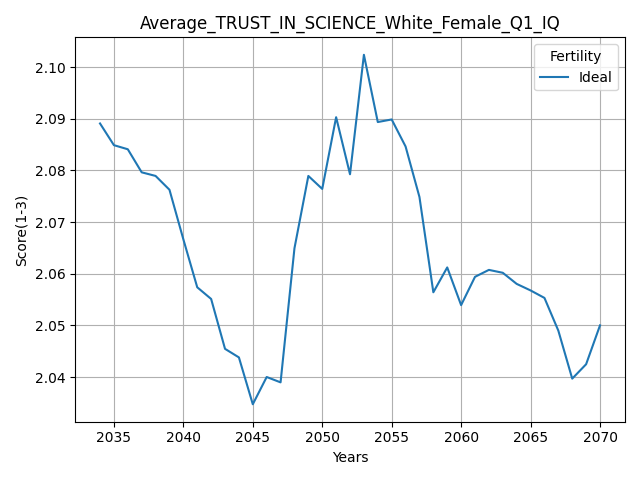 Average_TRUST_IN_SCIENCE_White_Female_Q1_IQ
Fertility
Ideal
Score(1-3)
2.10
2.09
2.08
2.07
2.06
2.05
2.04
2035 2040 2045 2050 2055 2060 2065 2070
Years